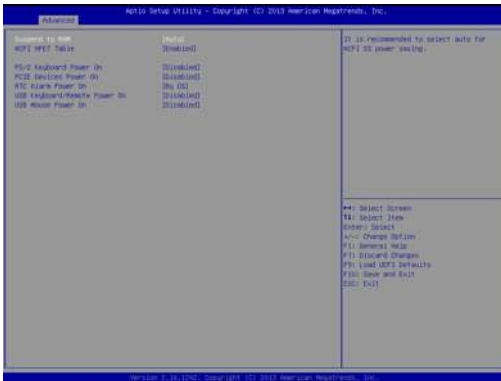 Aptio Setup Utility - Copyright (C) 2013 American Megatrends, Inc.
Advanced
Suspend to RAM [Auto]
ACPI HPET Table [Enabled]
PS/2 Keyboard Power On [Disabled]
PCIE Devices Power On [Disabled]
RTC Alarm Power On [By OS]
USB Keyboard/Remote Power On [Disabled]
USB Mouse Power On [Disabled]
It is recommended to select auto for
ACPI S3 power saving.
→←: Select Screen
↑↓: Select Item
Enter: Select
+/-: Change Option
F1: General Help
F7: Discard Changes
F9: Load UEFI Defaults
F10: Save and Exit
ESC: Exit
Version 2.16.1242. Copyright (C) 2013 American Megatrends, Inc.